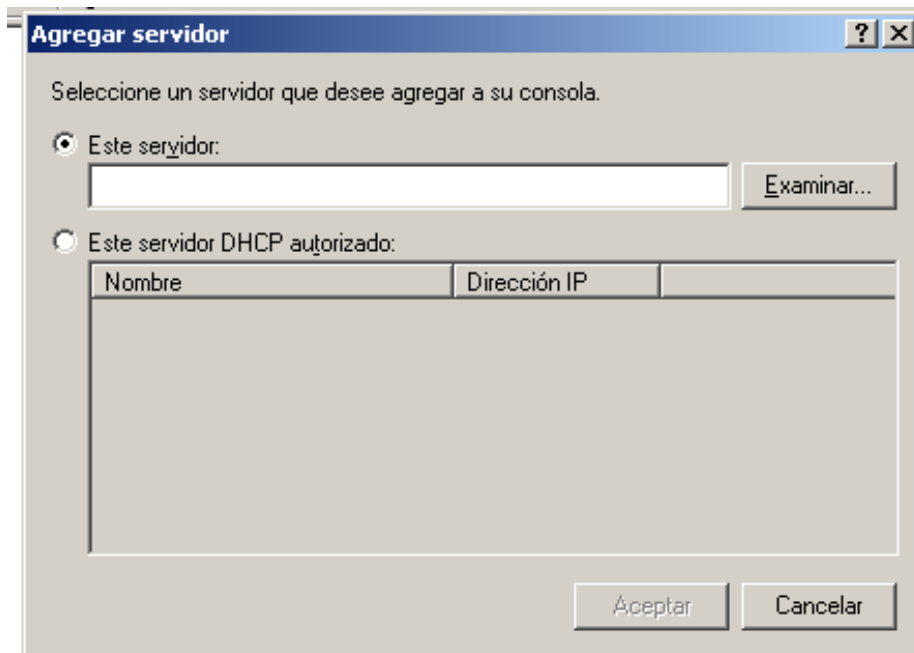 Agregar servidor
Seleccione un servidor que desee agregar a su consola.
Este servidor:
Examinar...
Este servidor DHCP autorizado:
Nombre Dirección IP
Aceptar Cancelar